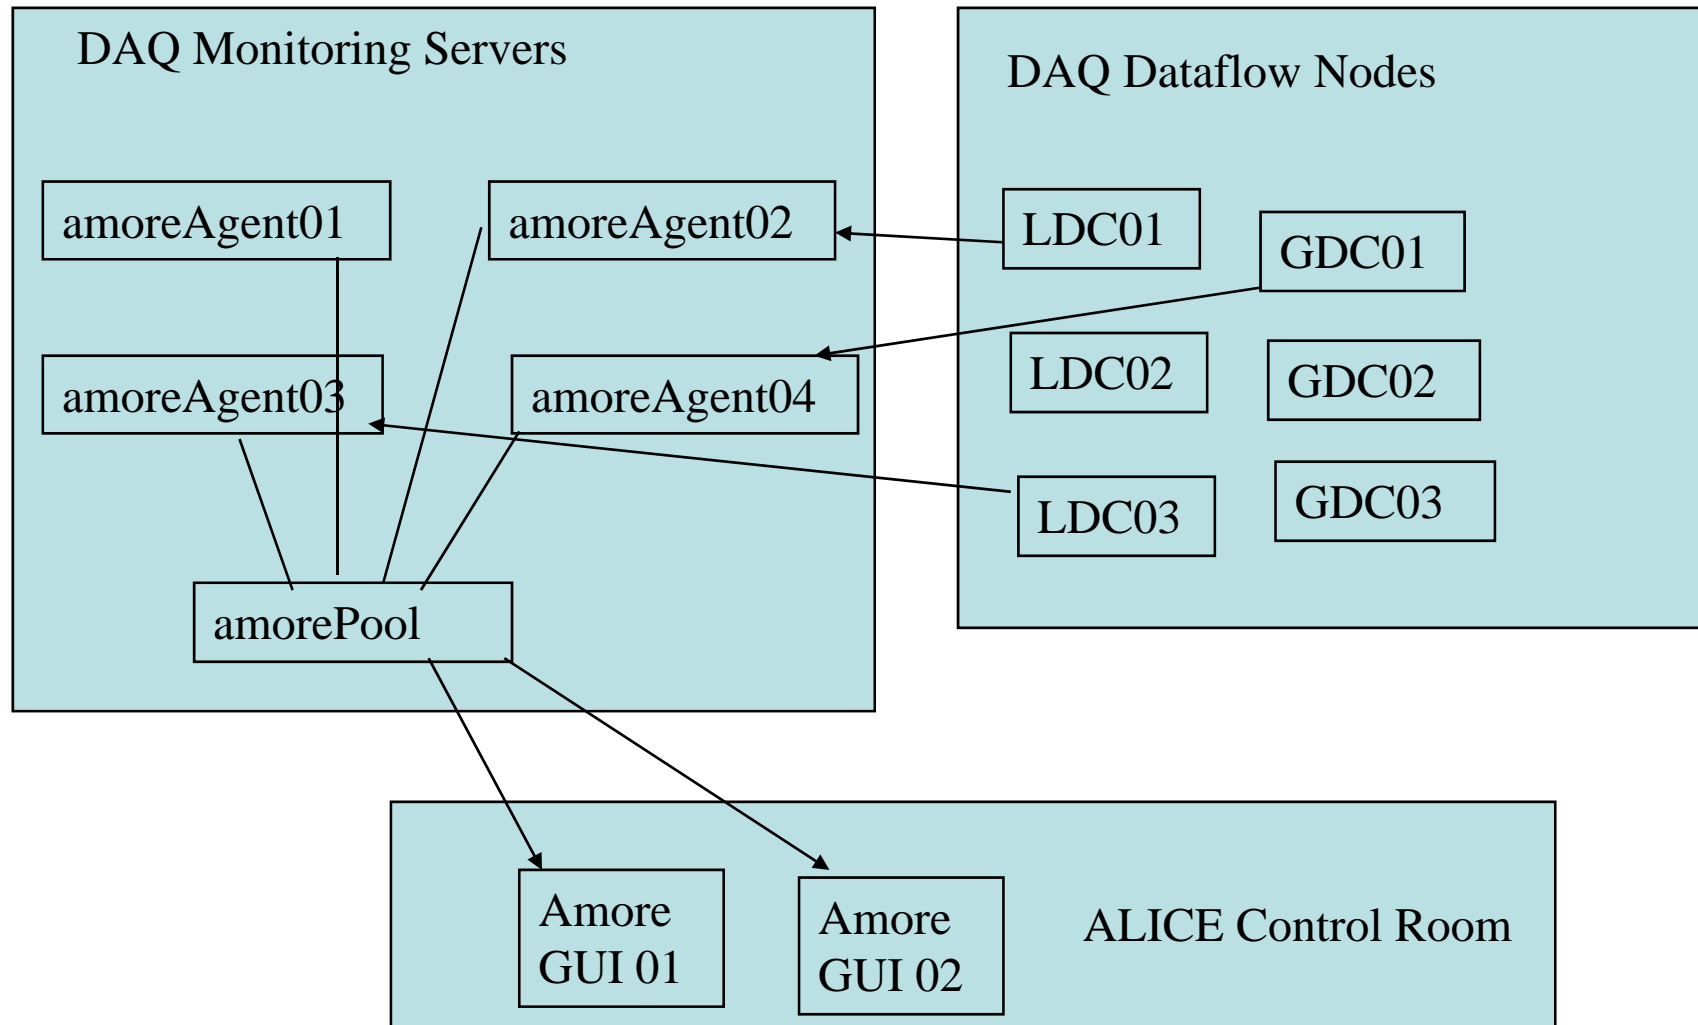 DAQ Monitoring Servers
amoreAgent01
amoreAgent02
amoreAgent03
amoreAgent04
amorePool
DAQ Dataflow Nodes
LDC01
GDC01
LDC02
GDC02
LDC03
GDC03
Amore
GUI 01
Amore
GUI 02
ALICE Control Room